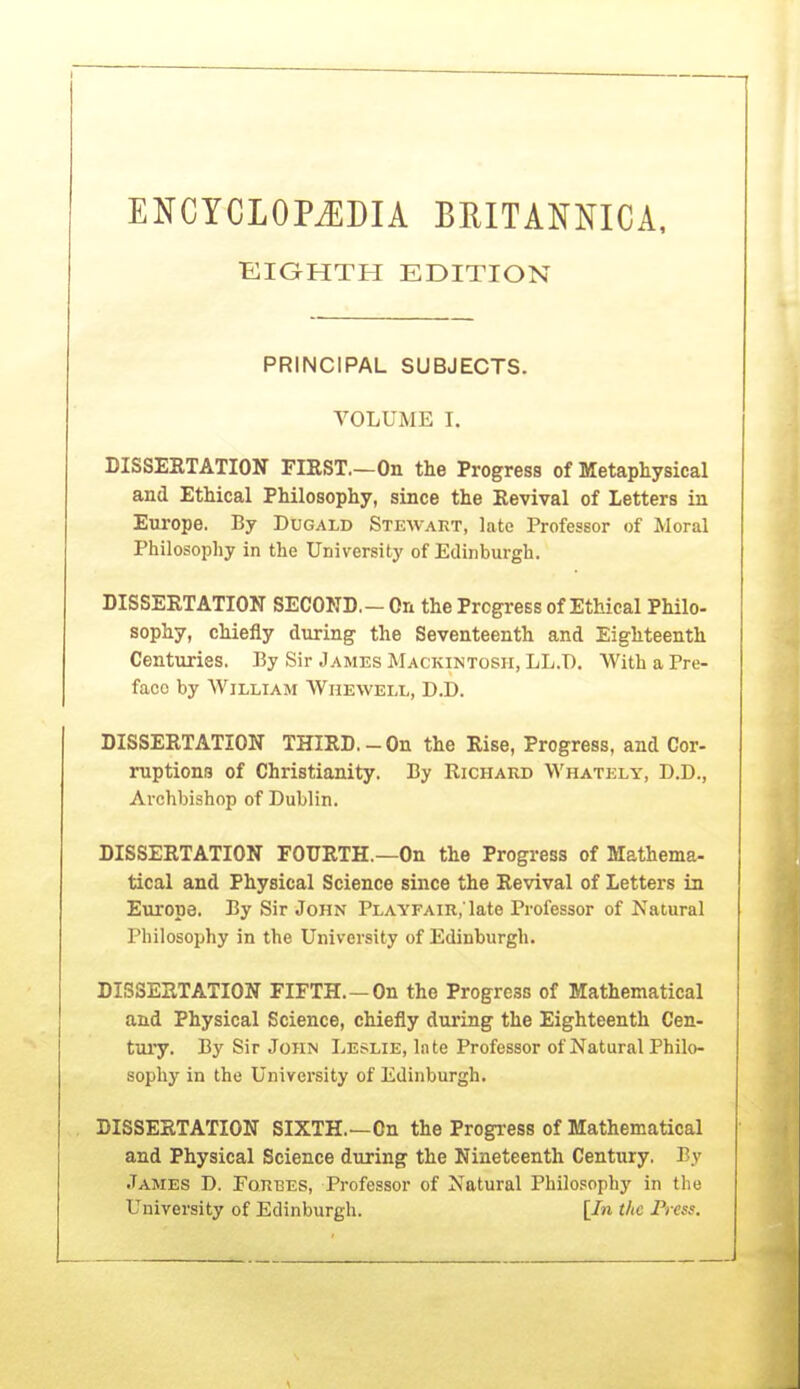 ENCYCLOPÆDIA BRITANNICA,
EIGHTH EDITION
PRINCIPAL SUBJECTS.
VOLUME I.
DISSERTATION FIRST.—On the Progress of Metaphysical
and Ethical Philosophy, since the Revival of Letters in
Europe. By DUGALD STEWART, late Professor of Moral
Philosophy in the University of Edinburgh.
DISSERTATION SECOND.—On the Progress of Ethical Philo-
sophy, chiefly during the Seventeenth and Eighteenth
Centuries. By Sir JAMES MACKINTOSH, LL.D. With a Pre-
face by WILLIAM WHEWELL, D.D.
DISSERTATION THIRD.—On the Rise, Progress, and Cor-
ruptions of Christianity. By RICHARD WHATELY, D.D.,
Archbishop of Dublin.
DISSERTATION FOURTH.—On the Progress of Mathema-
tical and Physical Science since the Revival of Letters in
Europe. By Sir JOHN PLAYFAIR, late Professor of Natural
Philosophy in the University of Edinburgh.
DISSERTATION FIFTH.—On the Progress of Mathematical
and Physical Science, chiefly during the Eighteenth Cen-
tury. By Sir JOHN LESLIE, late Professor of Natural Philo-
sophy in the University of Edinburgh.
DISSERTATION SIXTH.—On the Progress of Mathematical
and Physical Science during the Nineteenth Century. By
JAMES D. FORBES, Professor of Natural Philosophy in the
University of Edinburgh. [In the Press.